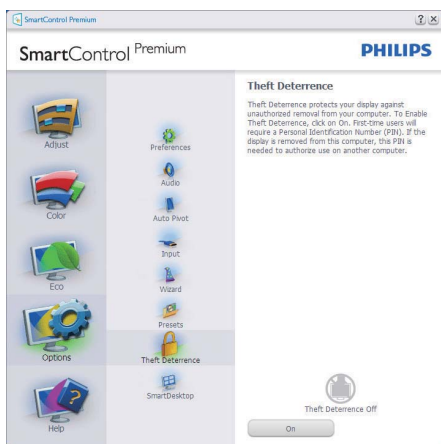 SmartControl Premium
SmartControl Premium
PHILIPS
Adjust
Color
Eco
Options
Help
Preferences
Audio
Auto Pivot
Input
Wizard
Presets
Theft Deterrence
SmartDesktop
Theft Deterrence
Theft Deterrence protects your display against
unauthorized removal from your computer. To Enable
Theft Deterrence, click on On. First-time users will
require a Personal Identification Number (PIN). If the
display is removed from this computer, this PIN is
needed to authorize use on another computer.
Theft Deterrence Off
On